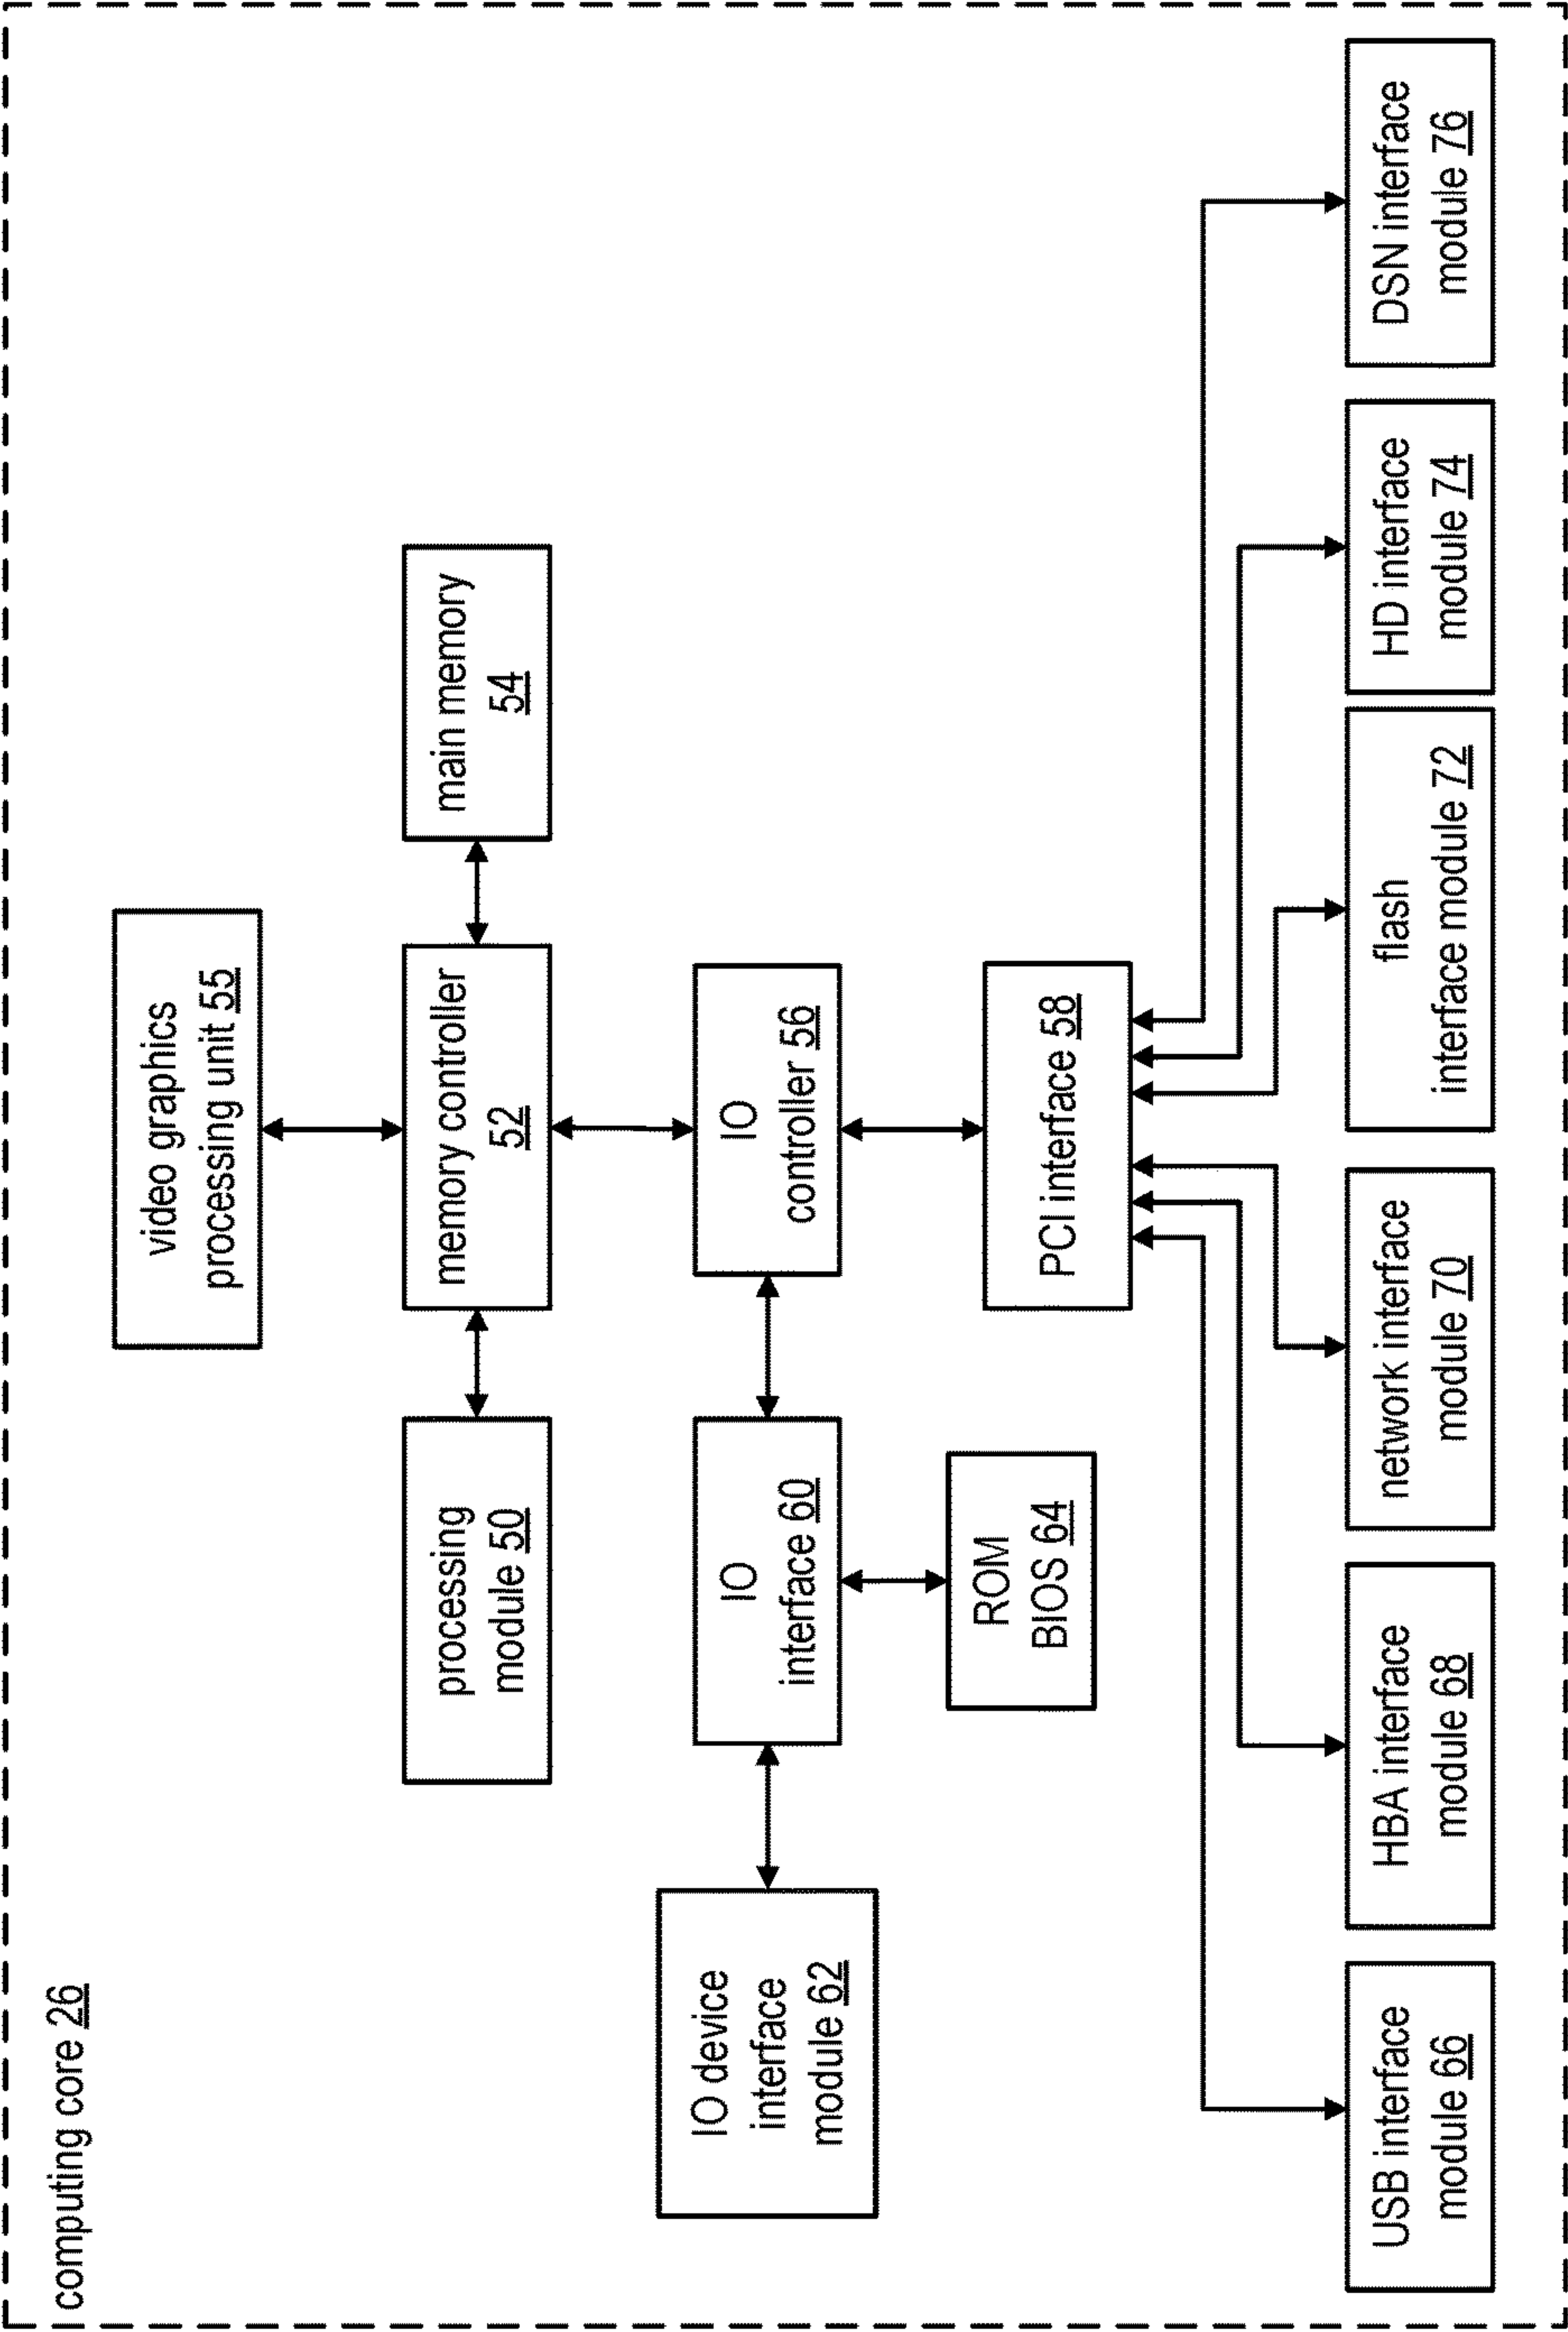 computing core 26
video graphics
processing unit 55
processing
module 50
memory controller
52
main memory
54
IO device
interface
module 62
IO
interface 60
IO
controller 56
ROM
BIOS 64
PCI interface 58
USB interface
module 66
HBA interface
module 68
network interface
module 70
flash
interface module 72
HD interface
module 74
DSN interface
module 76